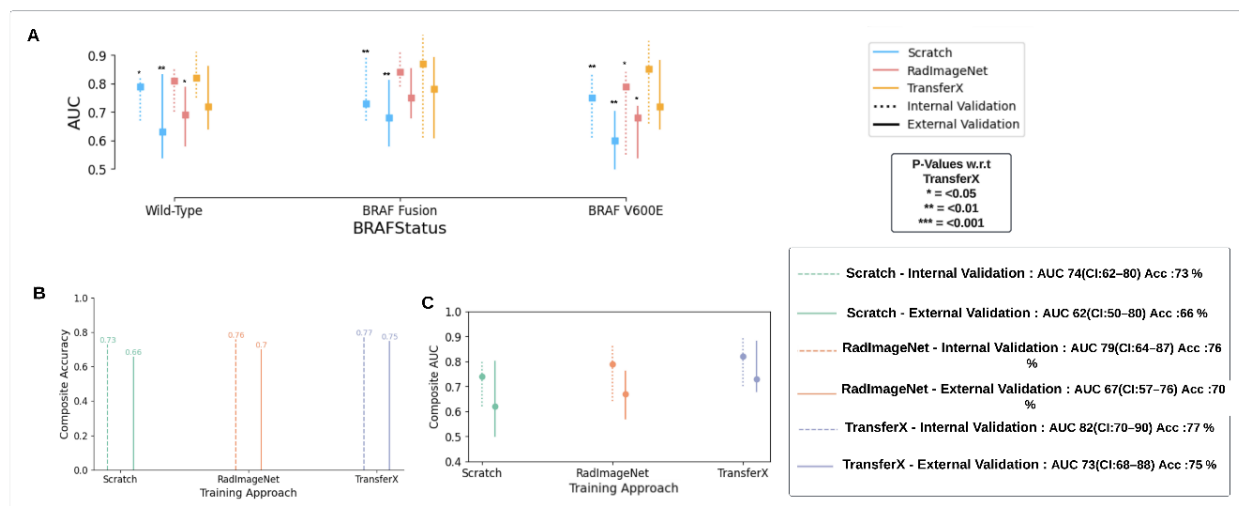 A
0.9
0.8
0.7
0.6
0.5
AUC
* ** *
** **
** ** * *
Wild-Type
BRAF Fusion
BRAF V600E
BRAFStatus
Scratch
RadImageNet
TransferX
Internal Validation
External Validation
P-Values w.r.t
TransferX
* = <0.05
** = <0.01
*** = <0.001
B
1.0
0.8
0.6
0.4
0.2
0.0
Composite Accuracy
0.73
0.66
0.76
0.7
0.77
0.75
Scratch
RadImageNet
TransferX
Training Approach
C
1.0
0.9
0.8
0.7
0.6
0.5
0.4
Composite AUC
Scratch
RadImageNet
TransferX
Training Approach
Scratch - Internal Validation : AUC 74(CI:62–80) Acc :73 %
Scratch - External Validation : AUC 62(CI:50–80) Acc :66 %
RadImageNet - Internal Validation : AUC 79(CI:64–87) Acc :76
%
RadImageNet - External Validation : AUC 67(CI:57–76) Acc :70
%
TransferX - Internal Validation : AUC 82(CI:70–90) Acc :77 %
TransferX - External Validation : AUC 73(CI:68–88) Acc :75 %